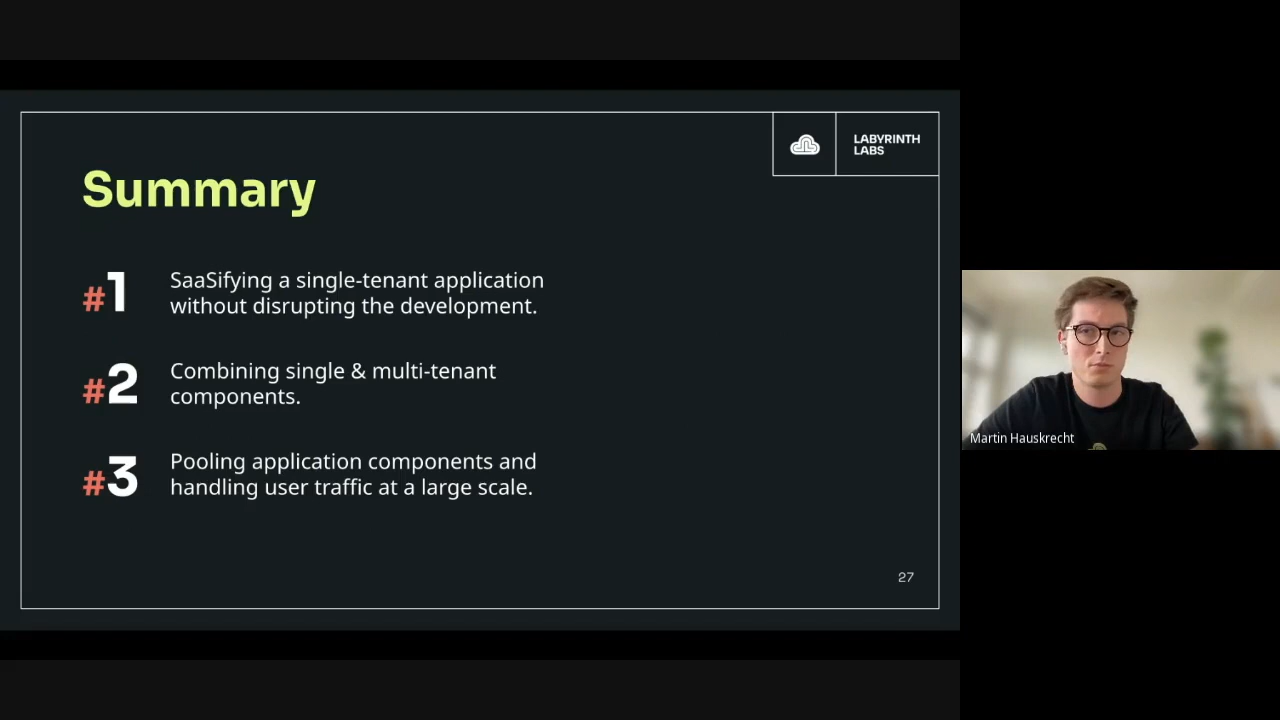 LABYRINTH
LABS
Summary
#1
SaaSifying a single-tenant application
without disrupting the development.
#2
Combining single & multi-tenant
components.
#3
Pooling application components and
handling user traffic at a large scale.
27
Martin Hauskrecht